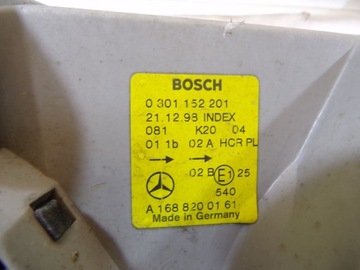 BOSCH
0 301 152 201
21.12.98 INDEX
081 K20 04
01 1b 02 A HCR PL
02 B E1 25
540
A 168 820 01 61
Made in Germany